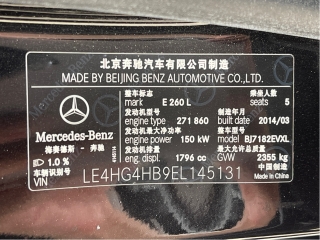 北京奔驰汽车有限公司制造
MADE BY BEIJING BENZ AUTOMOTIVE CO.,LTD.
整车标志 乘坐人数
mark E 260 L seats 5
发动机型号 制造年月
engine type 271 860 built date 2014/03
发动机最大净功率 整车型号
engine power 150 kW model BJ7182EVXL
发动机排量 最大允许总质量
eng. displ. 1796 cc GVW 2355 kg
Mercedes-Benz
梅赛德斯-奔驰
1.0 % 中国制造
车辆识别号 MADE IN CHINA
VIN LE4HG4HB9EL145131